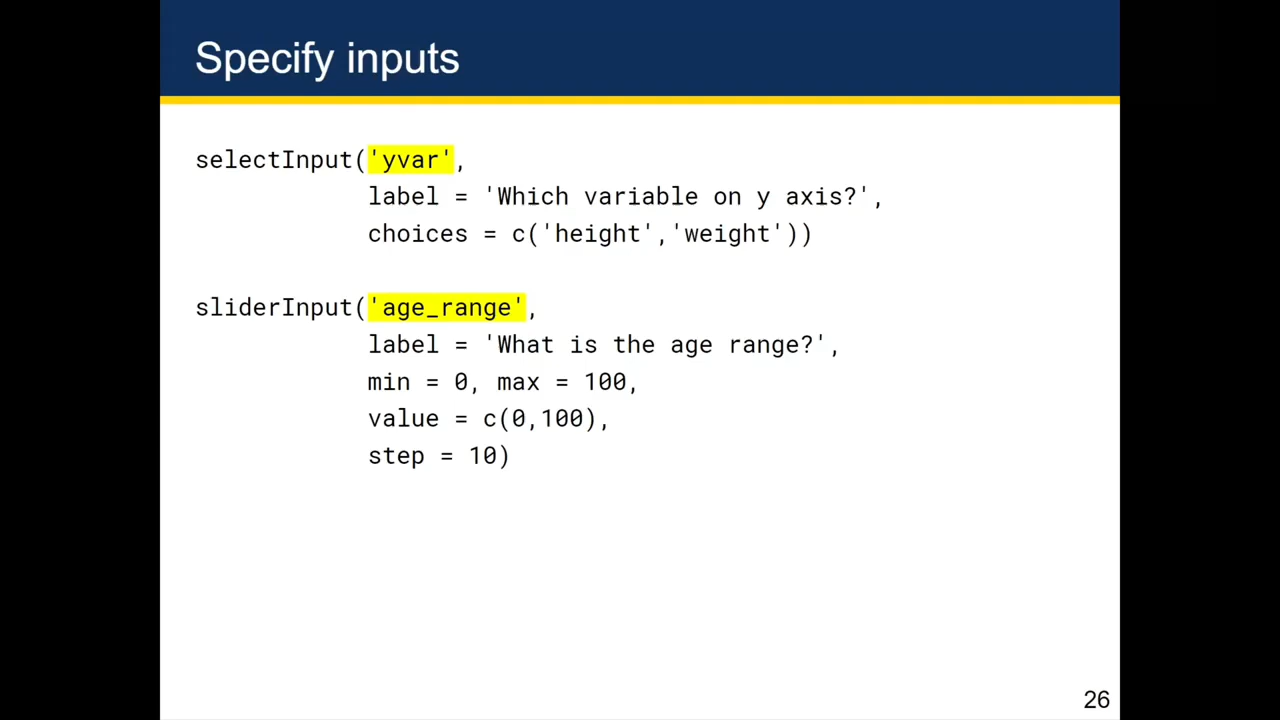 Specify inputs
selectInput('yvar',
label = 'Which variable on y axis?',
choices = c('height','weight'))
sliderInput('age_range',
label = 'What is the age range?',
min = 0, max = 100,
value = c(0,100),
step = 10)
26